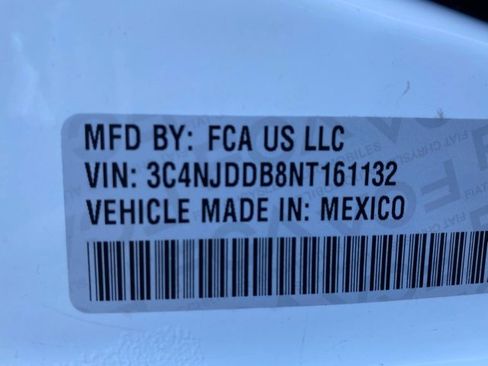 MFD BY: FCA US LLC
VIN: 3C4NJDDB8NT161132
VEHICLE MADE IN: MEXICO